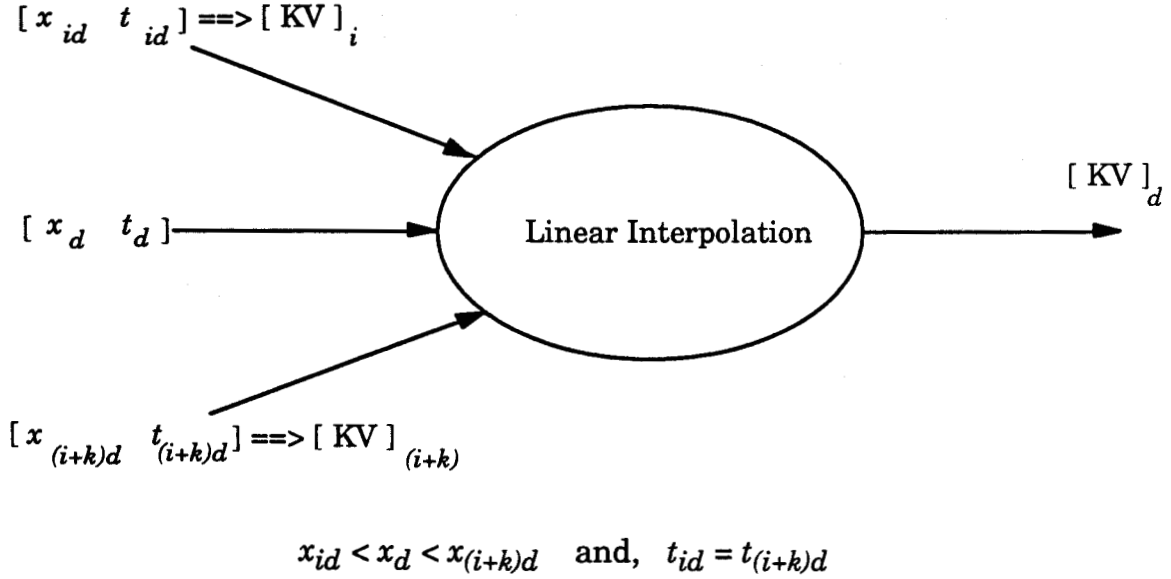 [ x id t id ] ==> [ KV ] i
[ KV ] d
[ x d t d ]
Linear Interpolation
[ x (i+k)d t (i+k)d ] ==> [ KV ] (i+k)
x id < x d < x (i+k)d and, t id = t (i+k)d